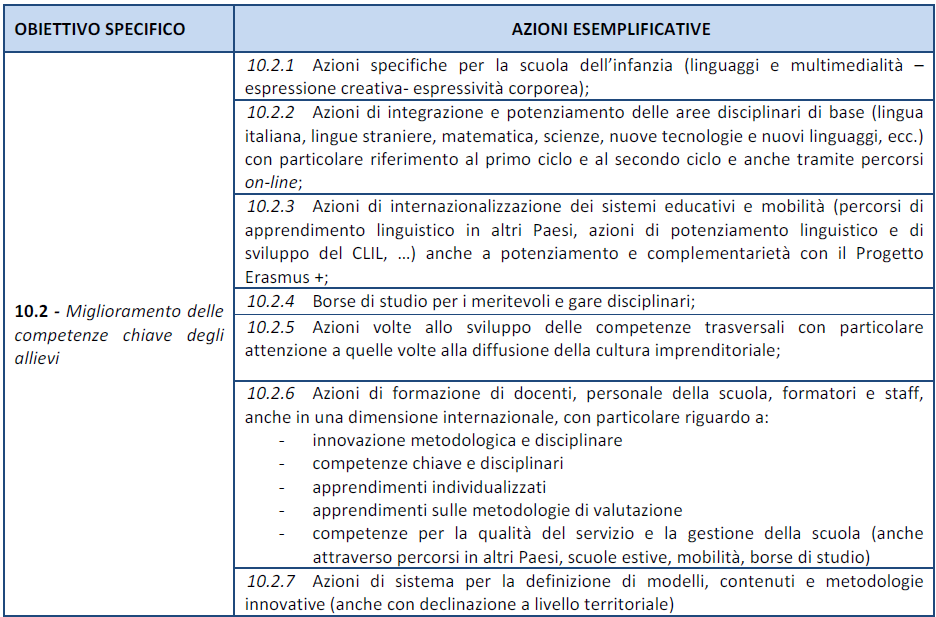 OBIETTIVO SPECIFICO
AZIONI ESEMPLIFICATIVE
10.2 - Miglioramento delle
competenze chiave degli
allievi
10.2.1 Azioni specifiche per la scuola dell’infanzia (linguaggi e multimedialità –
espressione creativa- espressività corporea);
10.2.2 Azioni di integrazione e potenziamento delle aree disciplinari di base (lingua
italiana, lingue straniere, matematica, scienze, nuove tecnologie e nuovi linguaggi, ecc.)
con particolare riferimento al primo ciclo e al secondo ciclo e anche tramite percorsi
on-line;
10.2.3 Azioni di internazionalizzazione dei sistemi educativi e mobilità (percorsi di
apprendimento linguistico in altri Paesi, azioni di potenziamento linguistico e di
sviluppo del CLIL, ...) anche a potenziamento e complementarietà con il Progetto
Erasmus +;
10.2.4 Borse di studio per i meritevoli e gare disciplinari;
10.2.5 Azioni volte allo sviluppo delle competenze trasversali con particolare
attenzione a quelle volte alla diffusione della cultura imprenditoriale;
10.2.6 Azioni di formazione di docenti, personale della scuola, formatori e staff,
anche in una dimensione internazionale, con particolare riguardo a:
- innovazione metodologica e disciplinare
- competenze chiave e disciplinari
- apprendimenti individualizzati
- apprendimenti sulle metodologie di valutazione
- competenze per la qualità del servizio e la gestione della scuola (anche
attraverso percorsi in altri Paesi, scuole estive, mobilità, borse di studio)
10.2.7 Azioni di sistema per la definizione di modelli, contenuti e metodologie
innovative (anche con declinazione a livello territoriale)